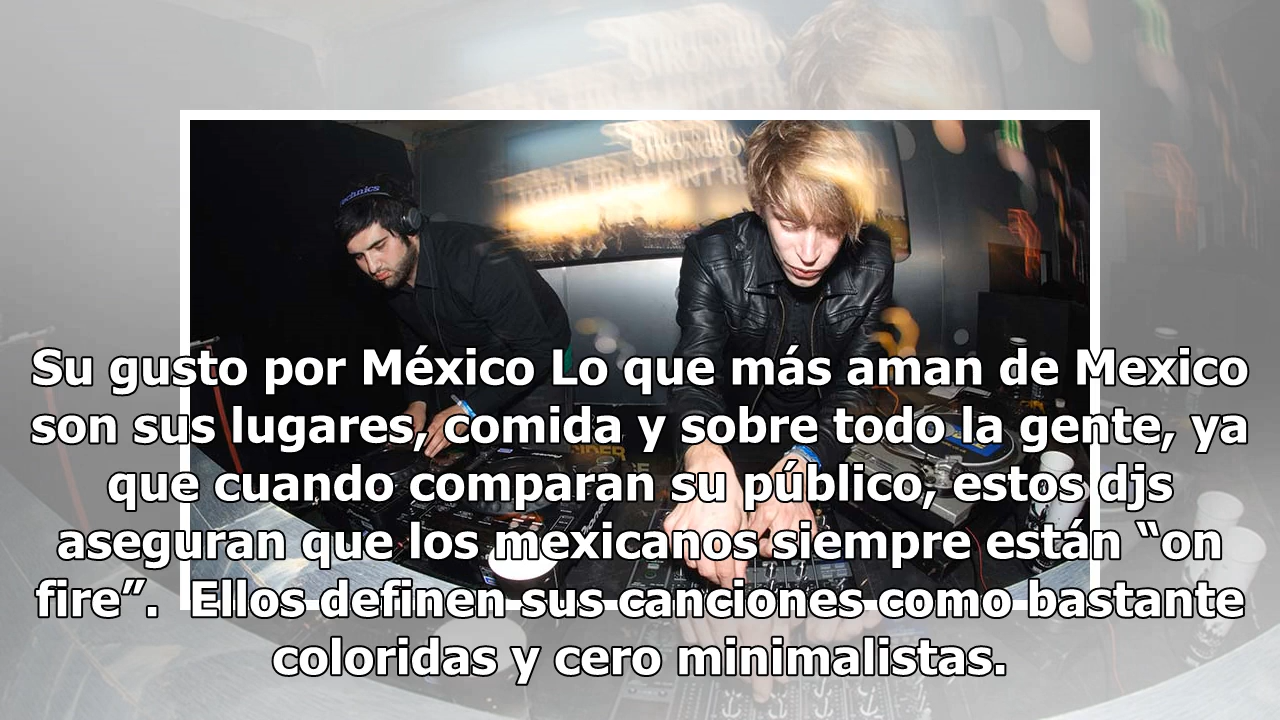 STRONGBO
technics
Su gusto por México Lo que más aman de Mexico
son sus lugares, comida y sobre todo la gente, ya
que cuando comparan su público, estos djs
aseguran que los mexicanos siempre están “on
fire”.  Ellos definen sus canciones como bastante
coloridas y cero minimalistas.